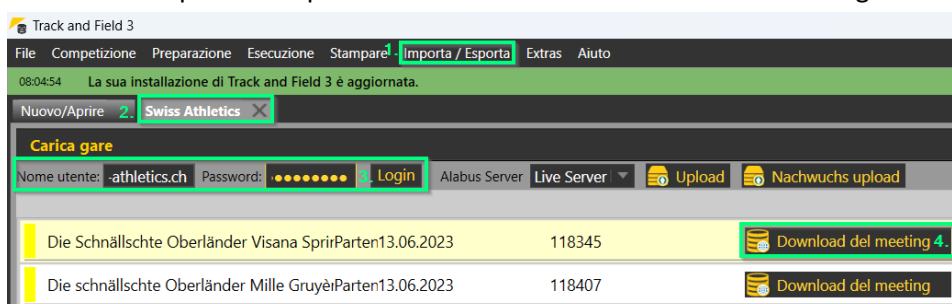 Track and Field 3
File Competizione Preparazione Esecuzione Stampare 1. Importa / Esporta Extras Aiuto
08:04:54 La sua installazione di Track and Field 3 è aggiornata.
Nuovo/Aprire 2. Swiss Athletics
Carica gare
Nome utente: -athletics.ch Password: 3. Login Alabus Server Live Server Upload Nachwuchs upload
Die Schnällschte Oberländer Visana SprirParten13.06.2023 118345 Download del meeting 4.
Die schnällschte Oberländer Mille GruyèrParten13.06.2023 118407 Download del meeting